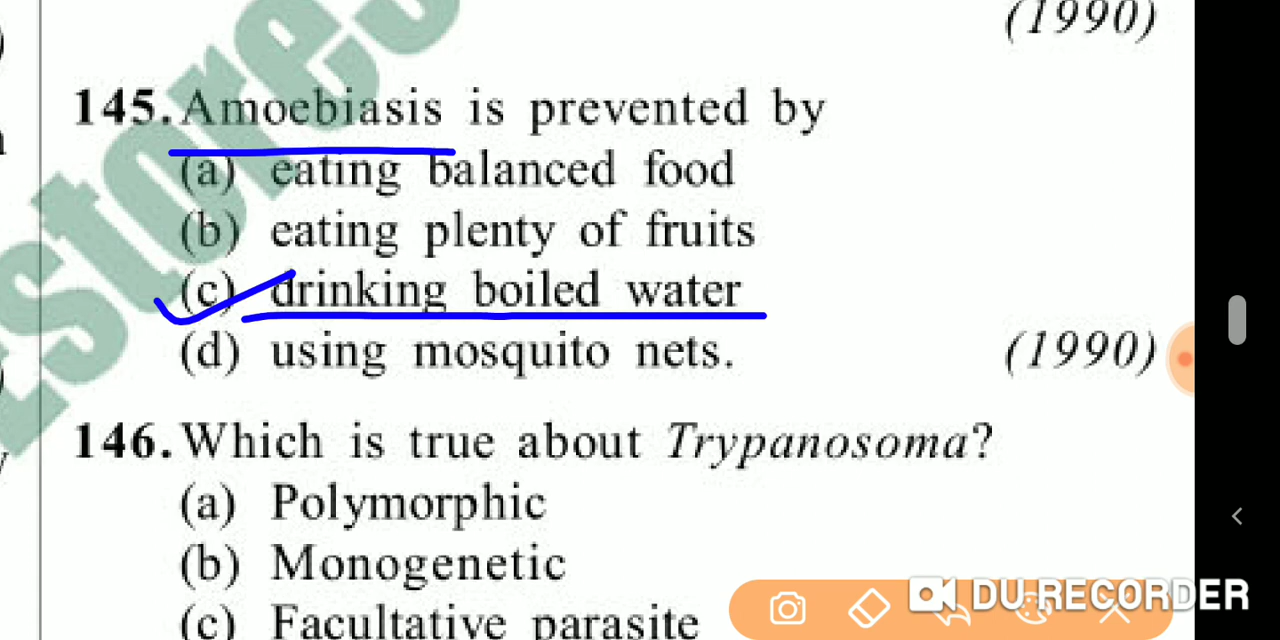 (1990)
145. Amoebiasis is prevented by
(a) eating balanced food
(b) eating plenty of fruits
(c) drinking boiled water
(d) using mosquito nets. (1990)
146. Which is true about Trypanosoma?
(a) Polymorphic
(b) Monogenetic
(c) Facultative parasite
DU RECORDER